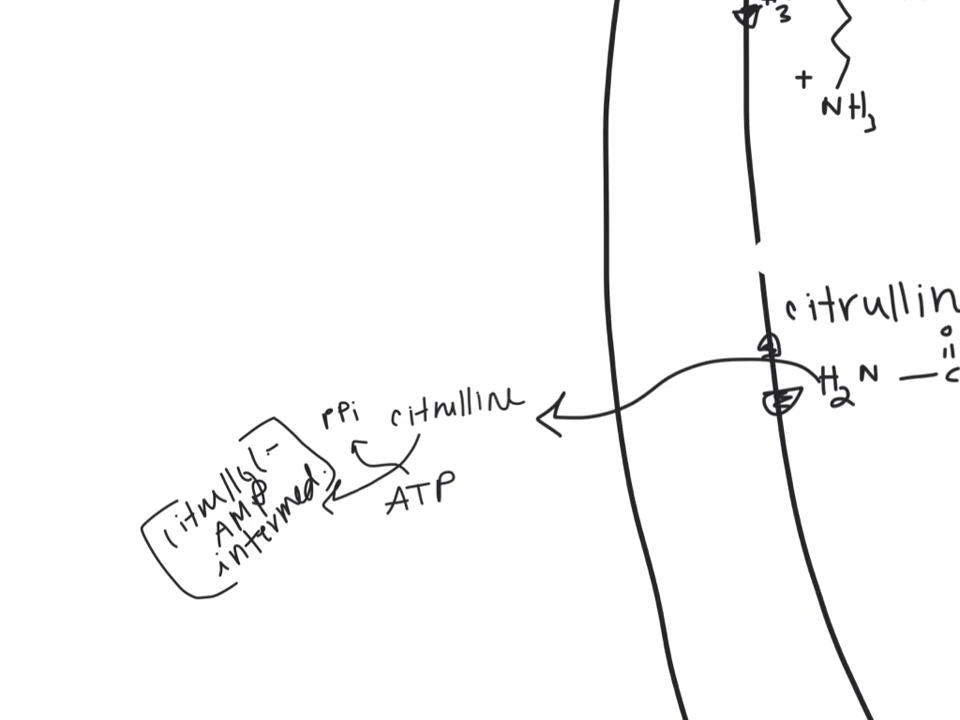 +
NH3
citrullin
O
H2N — C
PPi
citrulline
ATP
citrullyl-
AMP
intermed.